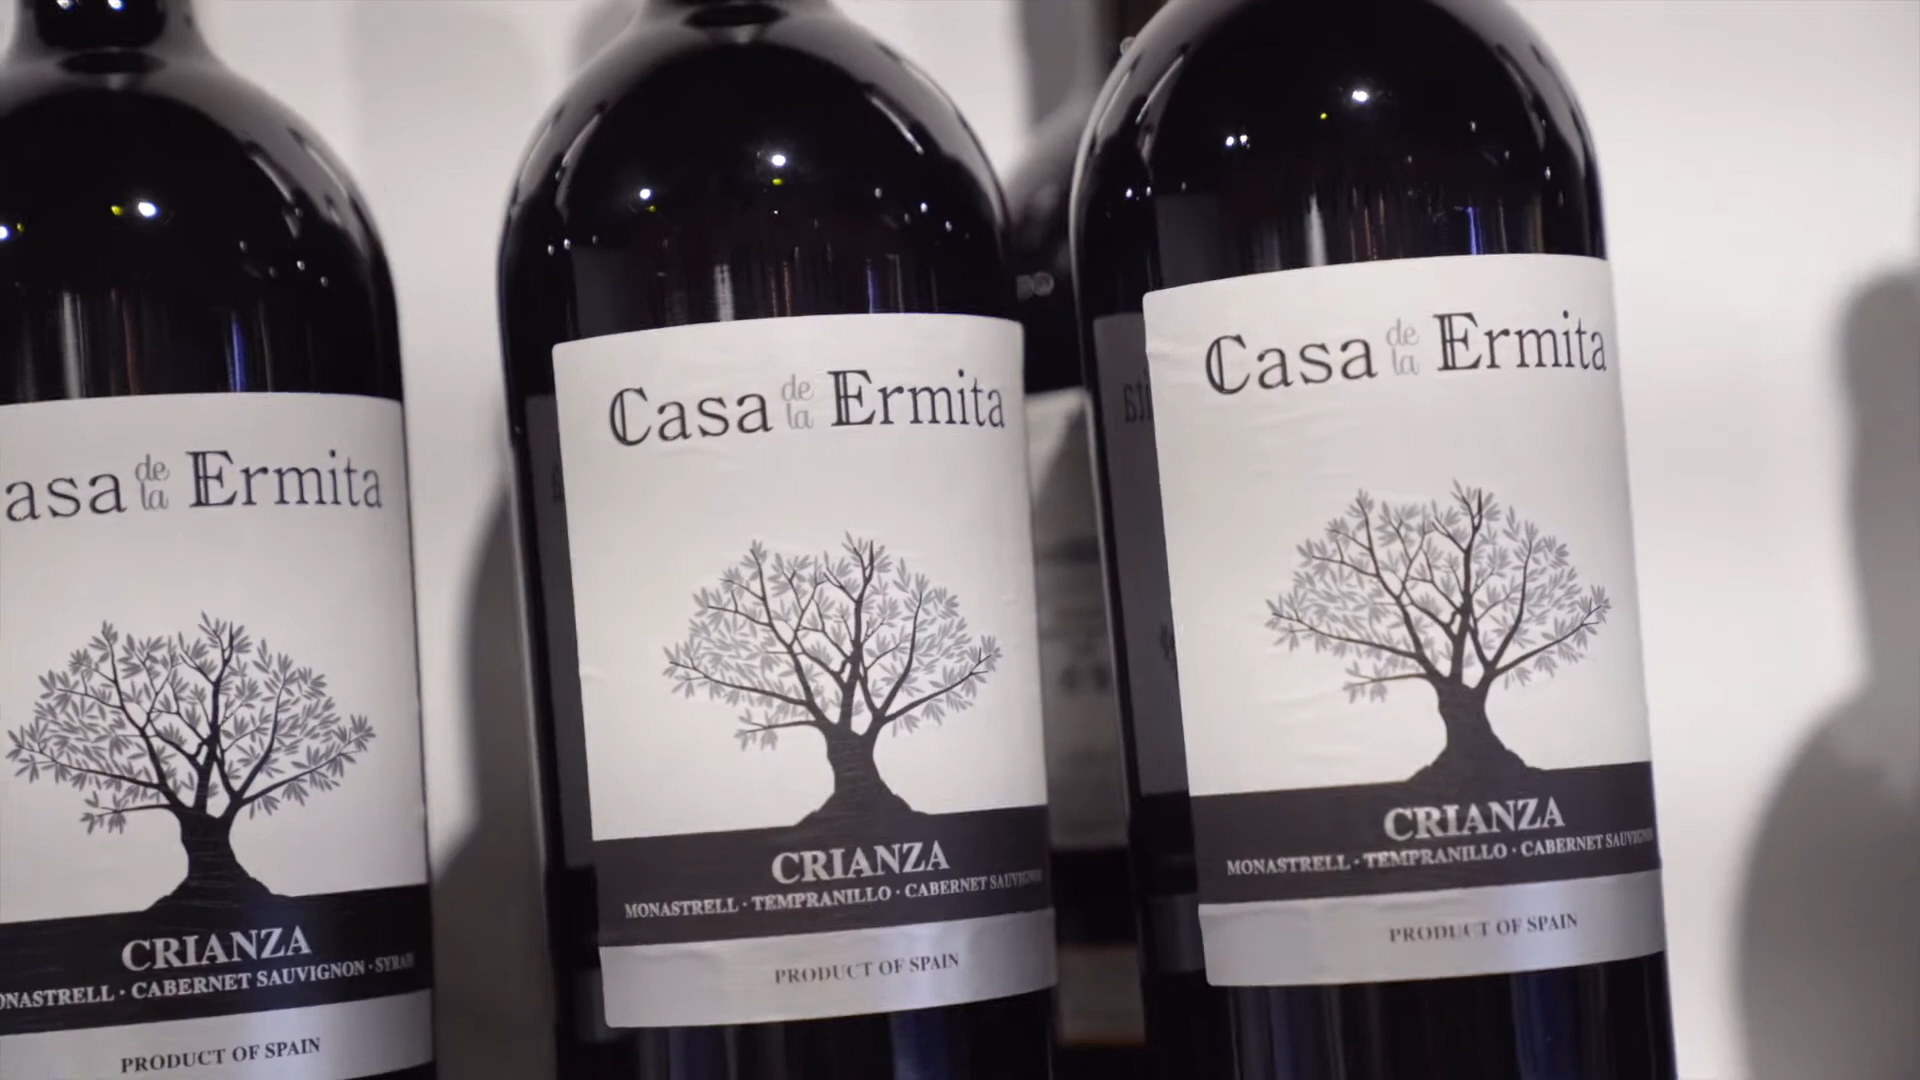 asa de la Ermita
CRIANZA
ONASTRELL · CABERNET SAUVIGNON · SYRAH
PRODUCT OF SPAIN
Casa de la Ermita
CRIANZA
MONASTRELL · TEMPRANILLO · CABERNET SAUVIGNON
PRODUCT OF SPAIN
Casa de la Ermita
CRIANZA
MONASTRELL · TEMPRANILLO · CABERNET SAUVIGNON
PRODUCT OF SPAIN